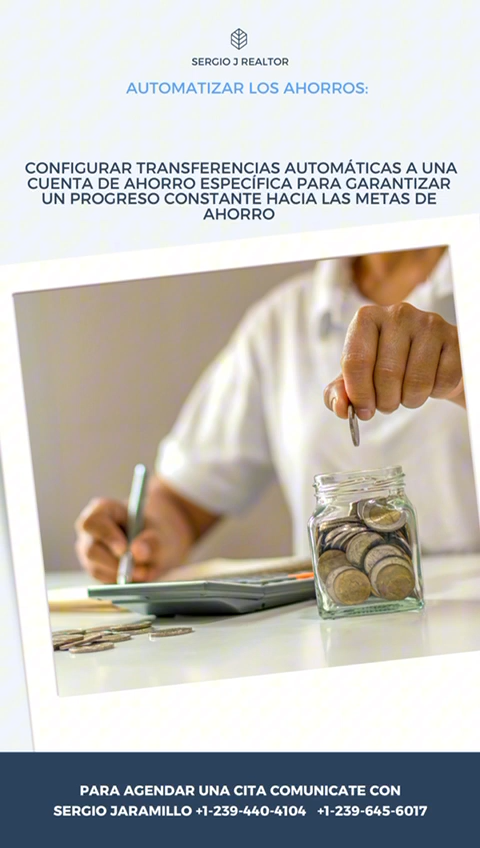 SERGIO J REALTOR
AUTOMATIZAR LOS AHORROS:
CONFIGURAR TRANSFERENCIAS AUTOMÁTICAS A UNA
CUENTA DE AHORRO ESPECÍFICA PARA GARANTIZAR
UN PROGRESO CONSTANTE HACIA LAS METAS DE
AHORRO
PARA AGENDAR UNA CITA COMUNICATE CON
SERGIO JARAMILLO +1-239-440-4104 +1-239-645-6017